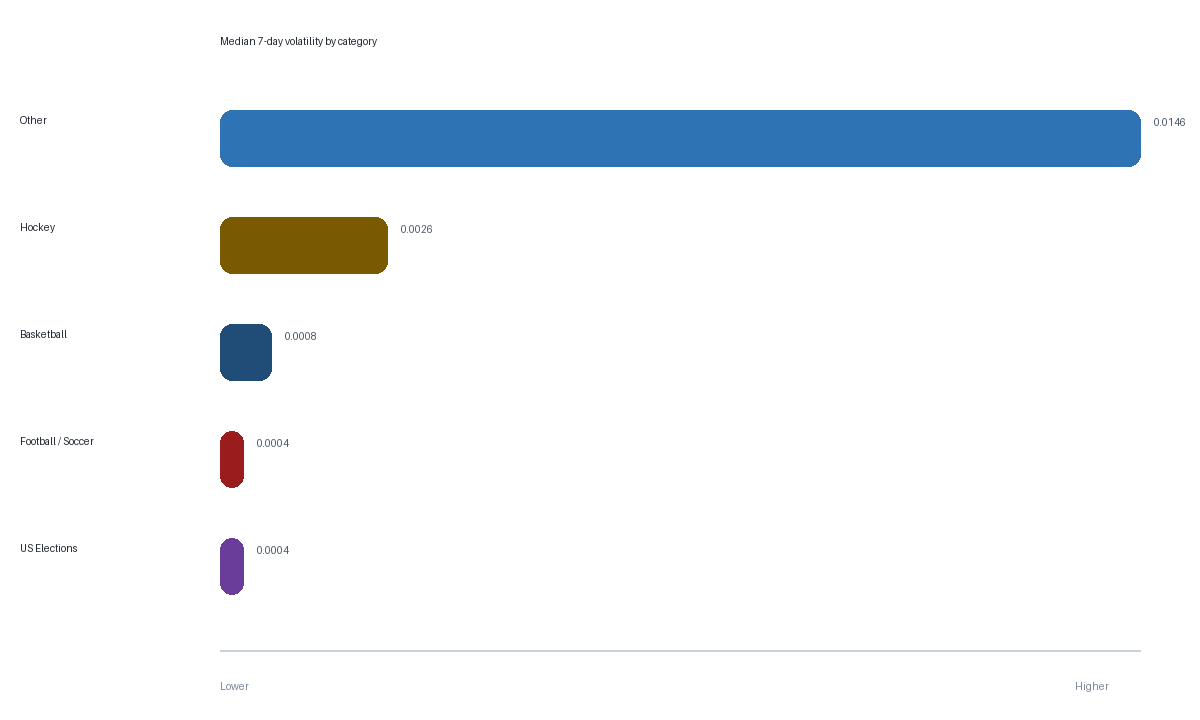 Median 7-day volatility by category
Other
0.0146
Hockey
0.0026
Basketball
0.0008
Football / Soccer
0.0004
US Elections
0.0004
Lower
Higher